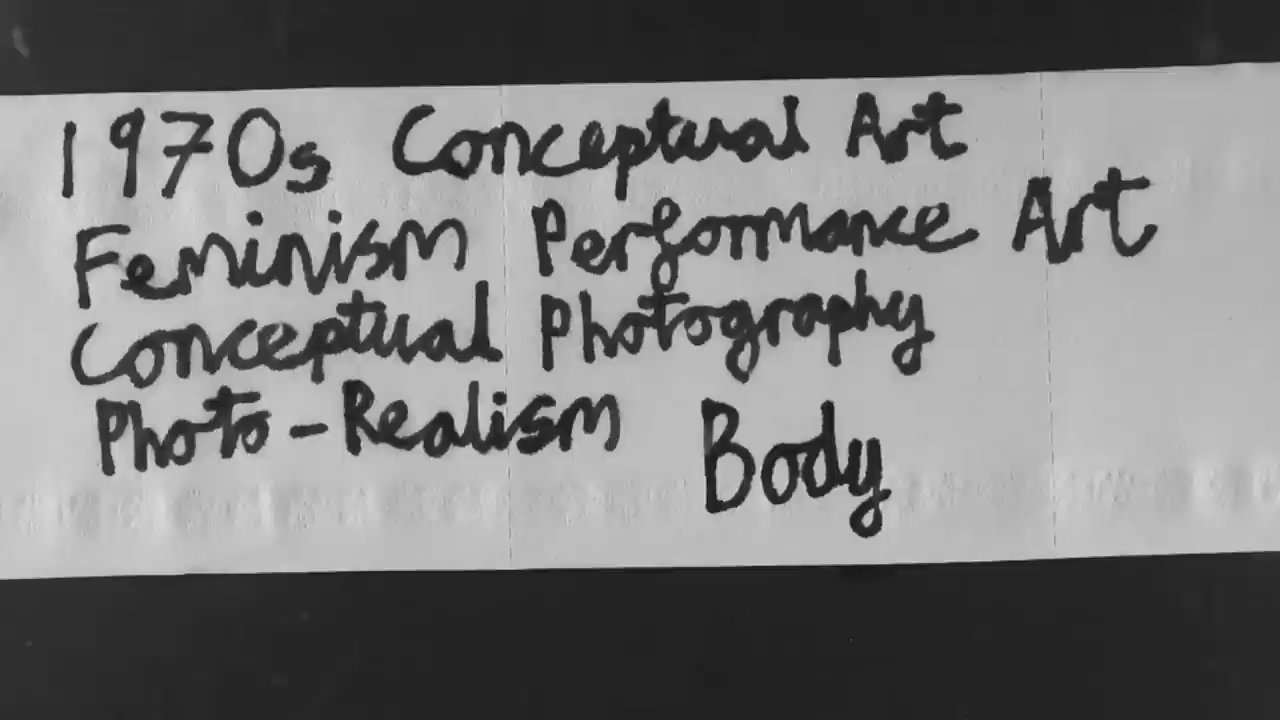 1970s Conceptual Art
Feminism Performance Art
Conceptual Photography
Photo-Realism Body